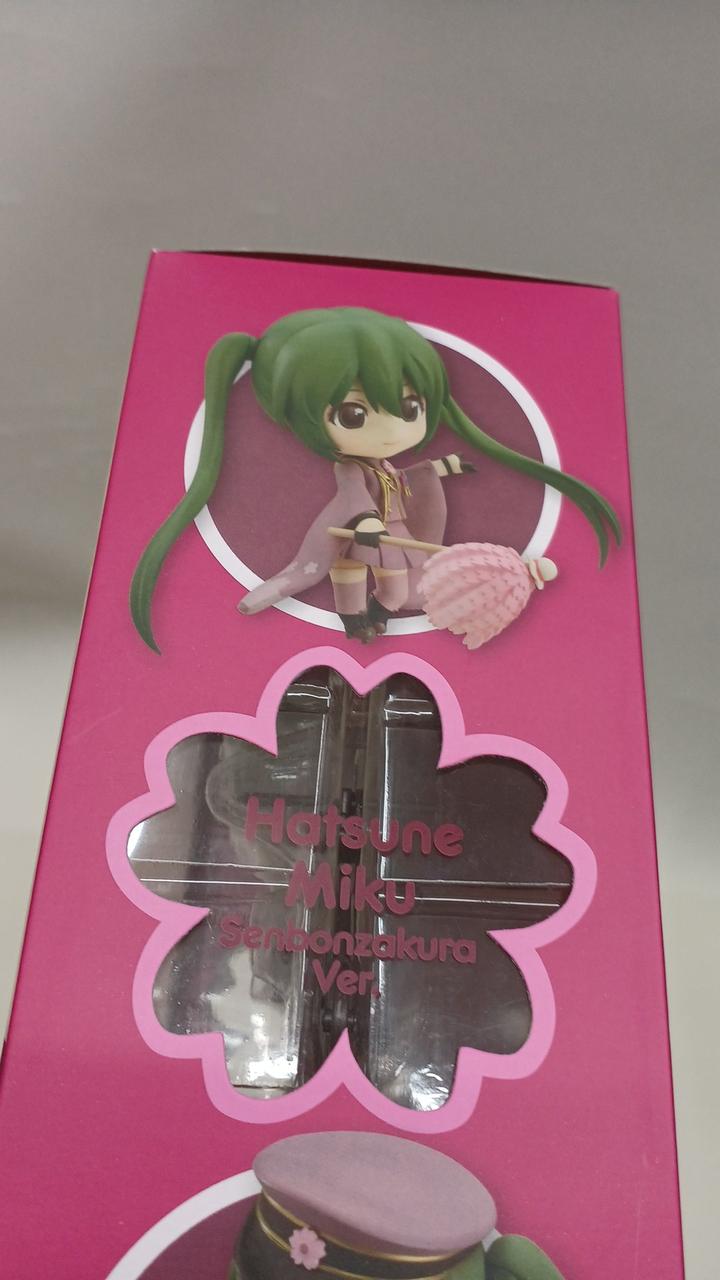 Hatsune
Miku
Senbonzakura
Ver.